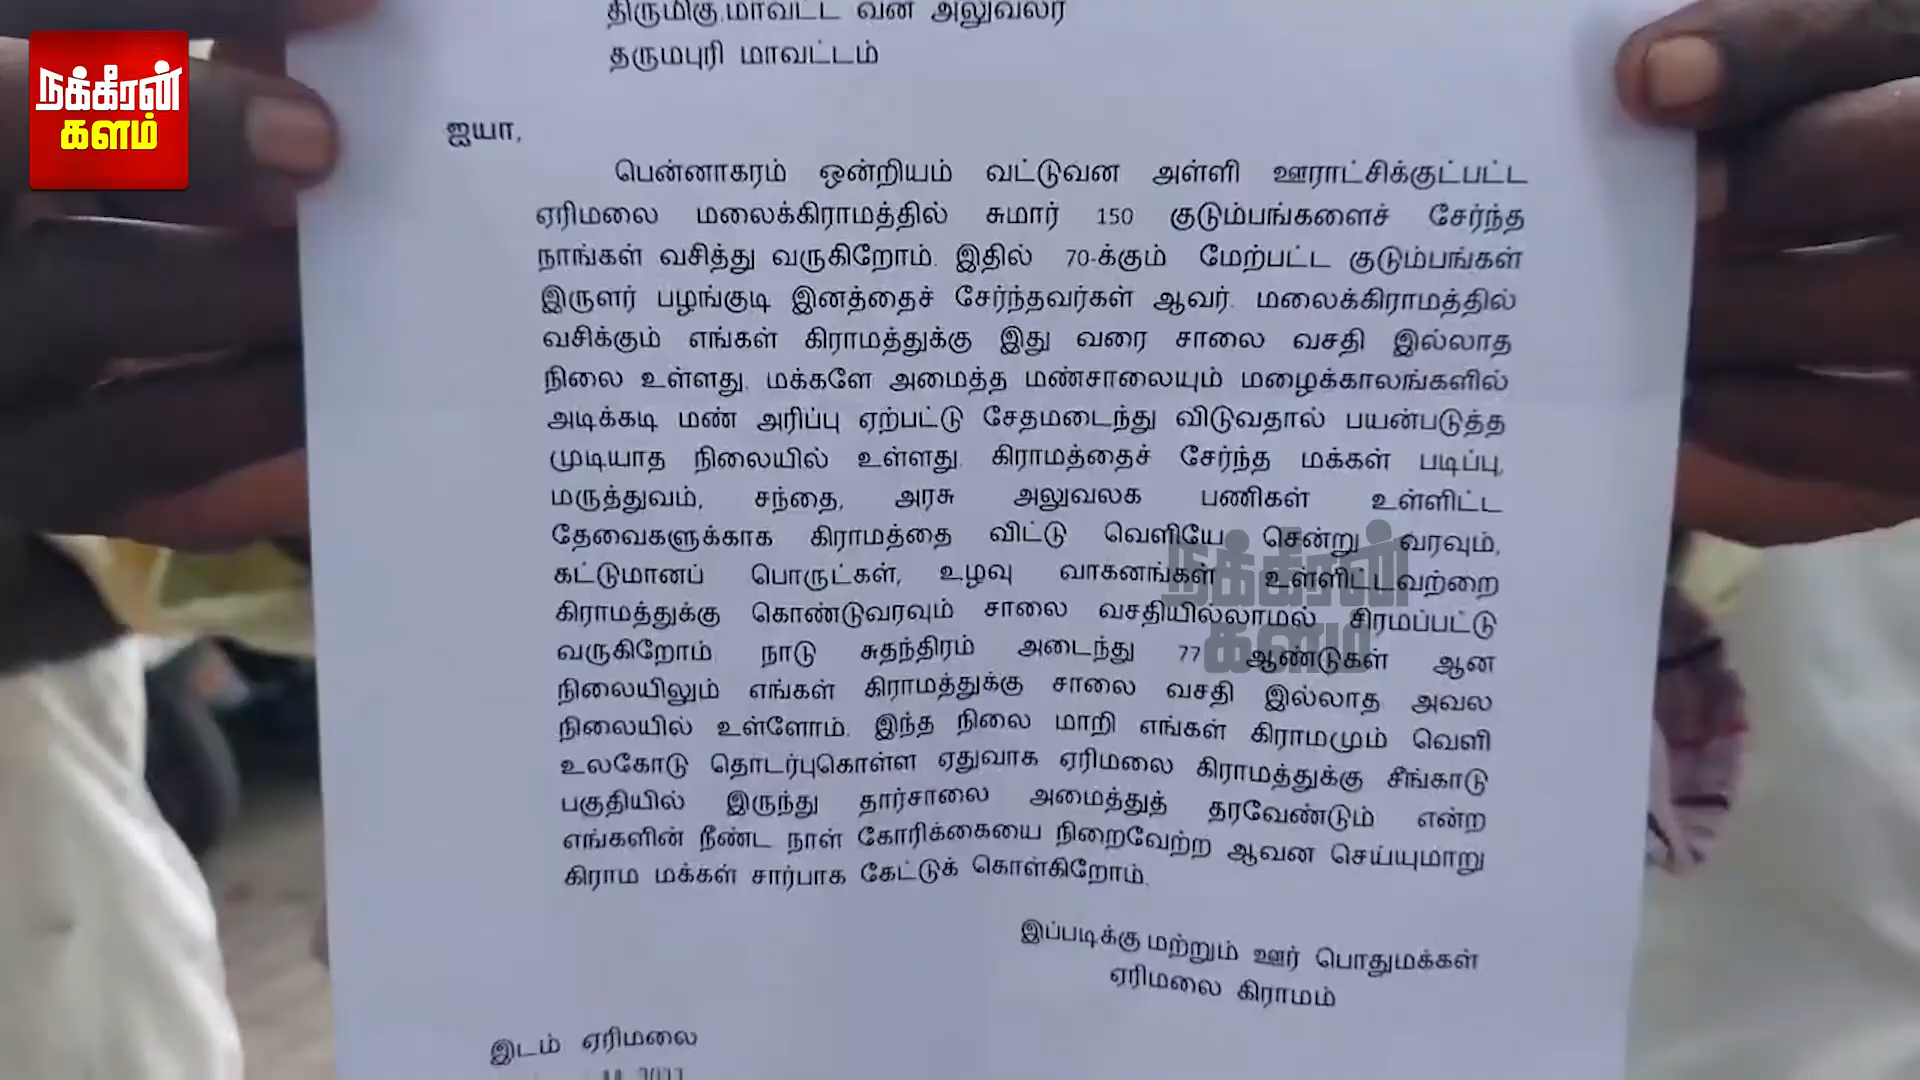 நக்கீரன்
களம்
திருமிகு.மாவட்ட வன அலுவலர்
தருமபுரி மாவட்டம்
ஐயா,
பென்னாகரம் ஒன்றியம் வட்டுவன அள்ளி ஊராட்சிக்குட்பட்ட
ஏரிமலை மலைக்கிராமத்தில் சுமார் 150 குடும்பங்களைச் சேர்ந்த
நாங்கள் வசித்து வருகிறோம். இதில் 70-க்கும் மேற்பட்ட குடும்பங்கள்
இருளர் பழங்குடி இனத்தைச் சேர்ந்தவர்கள் ஆவர். மலைக்கிராமத்தில்
வசிக்கும் எங்கள் கிராமத்துக்கு இது வரை சாலை வசதி இல்லாத
நிலை உள்ளது. மக்களே அமைத்த மண்சாலையும் மழைக்காலங்களில்
அடிக்கடி மண் அரிப்பு ஏற்பட்டு சேதமடைந்து விடுவதால் பயன்படுத்த
முடியாத நிலையில் உள்ளது. கிராமத்தைச் சேர்ந்த மக்கள் படிப்பு,
மருத்துவம், சந்தை, அரசு அலுவலக பணிகள் உள்ளிட்ட
தேவைகளுக்காக கிராமத்தை விட்டு வெளியே சென்று வரவும்,
கட்டுமானப் பொருட்கள், உழவு வாகனங்கள் உள்ளிட்டவற்றை
கிராமத்துக்கு கொண்டுவரவும் சாலை வசதியில்லாமல் சிரமப்பட்டு
வருகிறோம். நாடு சுதந்திரம் அடைந்து 77 ஆண்டுகள் ஆன
நிலையிலும் எங்கள் கிராமத்துக்கு சாலை வசதி இல்லாத அவல
நிலையில் உள்ளோம். இந்த நிலை மாறி எங்கள் கிராமமும் வெளி
உலகோடு தொடர்புகொள்ள ஏதுவாக ஏரிமலை கிராமத்துக்கு சீங்காடு
பகுதியில் இருந்து தார்சாலை அமைத்துத் தரவேண்டும் என்ற
எங்களின் நீண்ட நாள் கோரிக்கையை நிறைவேற்ற ஆவன செய்யுமாறு
கிராம மக்கள் சார்பாக கேட்டுக் கொள்கிறோம்.
நக்கீரன்
களம்
இப்படிக்கு மற்றும் ஊர் பொதுமக்கள்
ஏரிமலை கிராமம்
இடம் ஏரிமலை